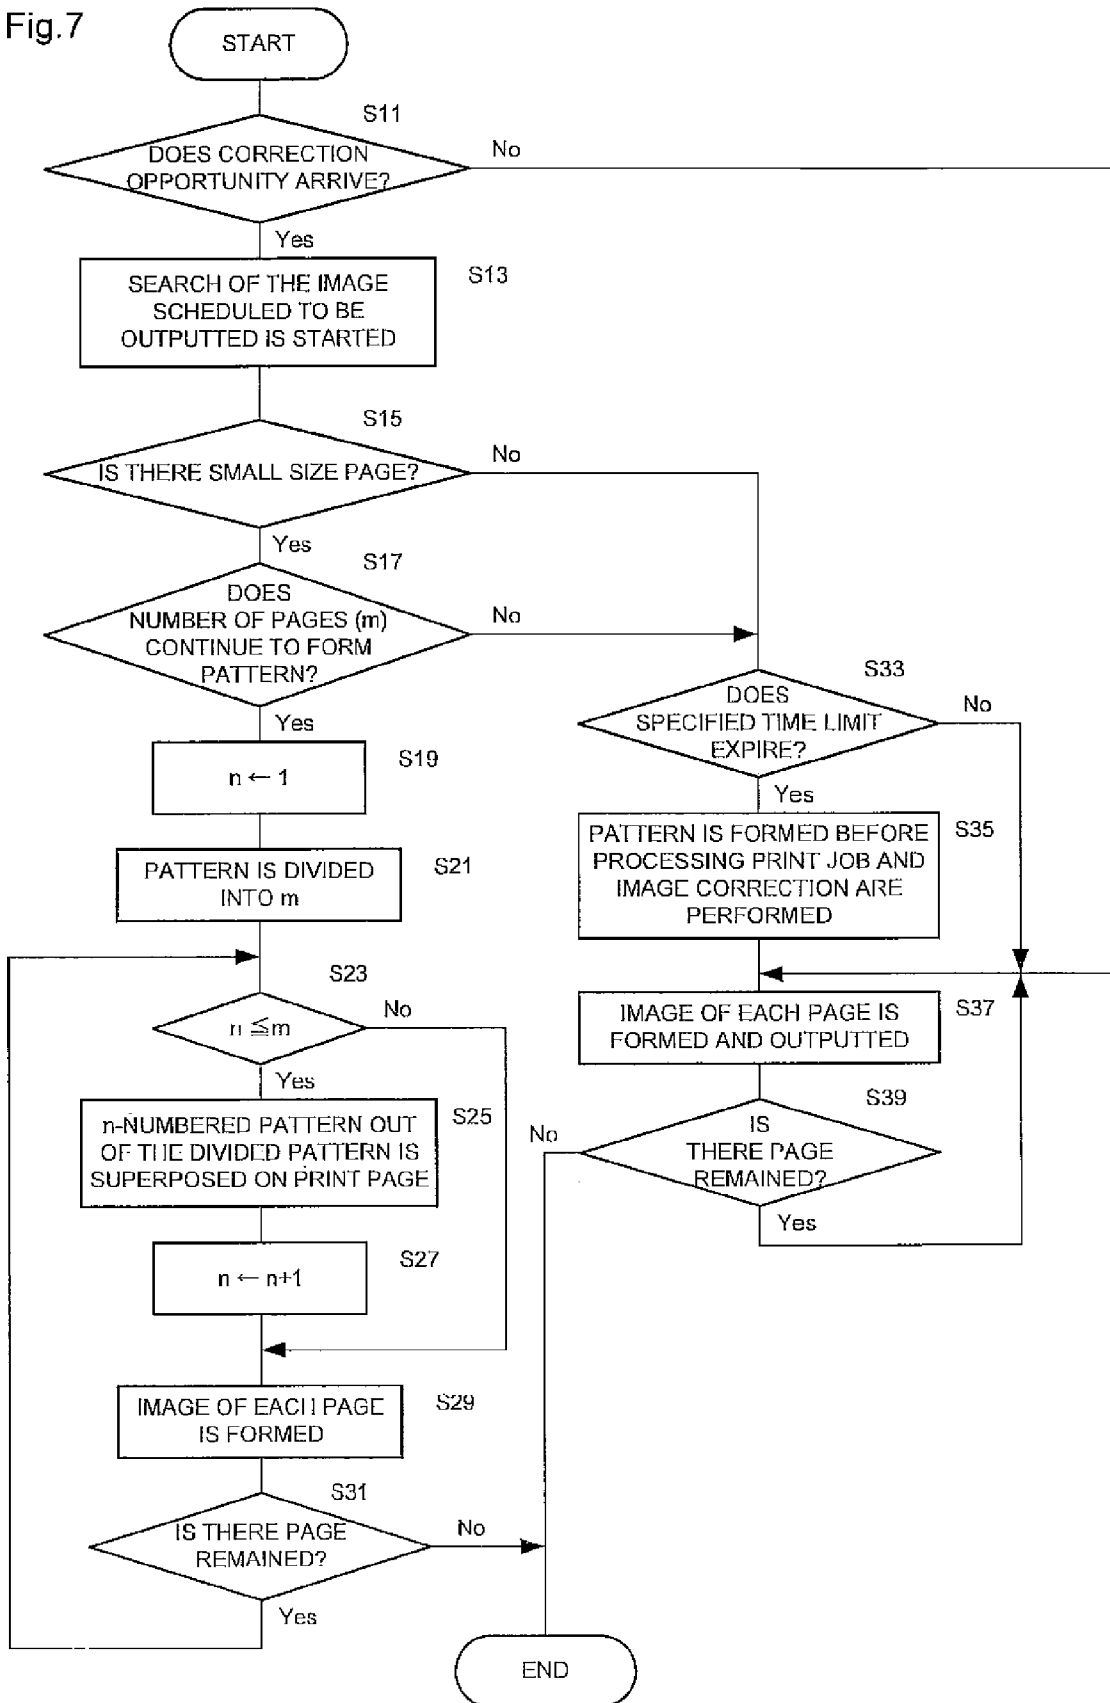 Fig.7
START
S11
DOES CORRECTION
OPPORTUNITY ARRIVE?
No
Yes
S13
SEARCH OF THE IMAGE
SCHEDULED TO BE
OUTPUTTED IS STARTED
S15
IS THERE SMALL SIZE PAGE?
No
Yes
S17
DOES
NUMBER OF PAGES (m)
CONTINUE TO FORM
PATTERN?
No
Yes
S19
n ← 1
S21
PATTERN IS DIVIDED
INTO m
S23
n ≦m
No
Yes
S25
n-NUMBERED PATTERN OUT
OF THE DIVIDED PATTERN IS
SUPERPOSED ON PRINT PAGE
S27
n ← n+1
S29
IMAGE OF EACH PAGE
IS FORMED
S31
IS THERE PAGE
REMAINED?
No
Yes
S33
DOES
SPECIFIED TIME LIMIT
EXPIRE?
No
Yes
S35
PATTERN IS FORMED BEFORE
PROCESSING PRINT JOB AND
IMAGE CORRECTION ARE
PERFORMED
S37
IMAGE OF EACH PAGE IS
FORMED AND OUTPUTTED
S39
IS
THERE PAGE
REMAINED?
No
Yes
END